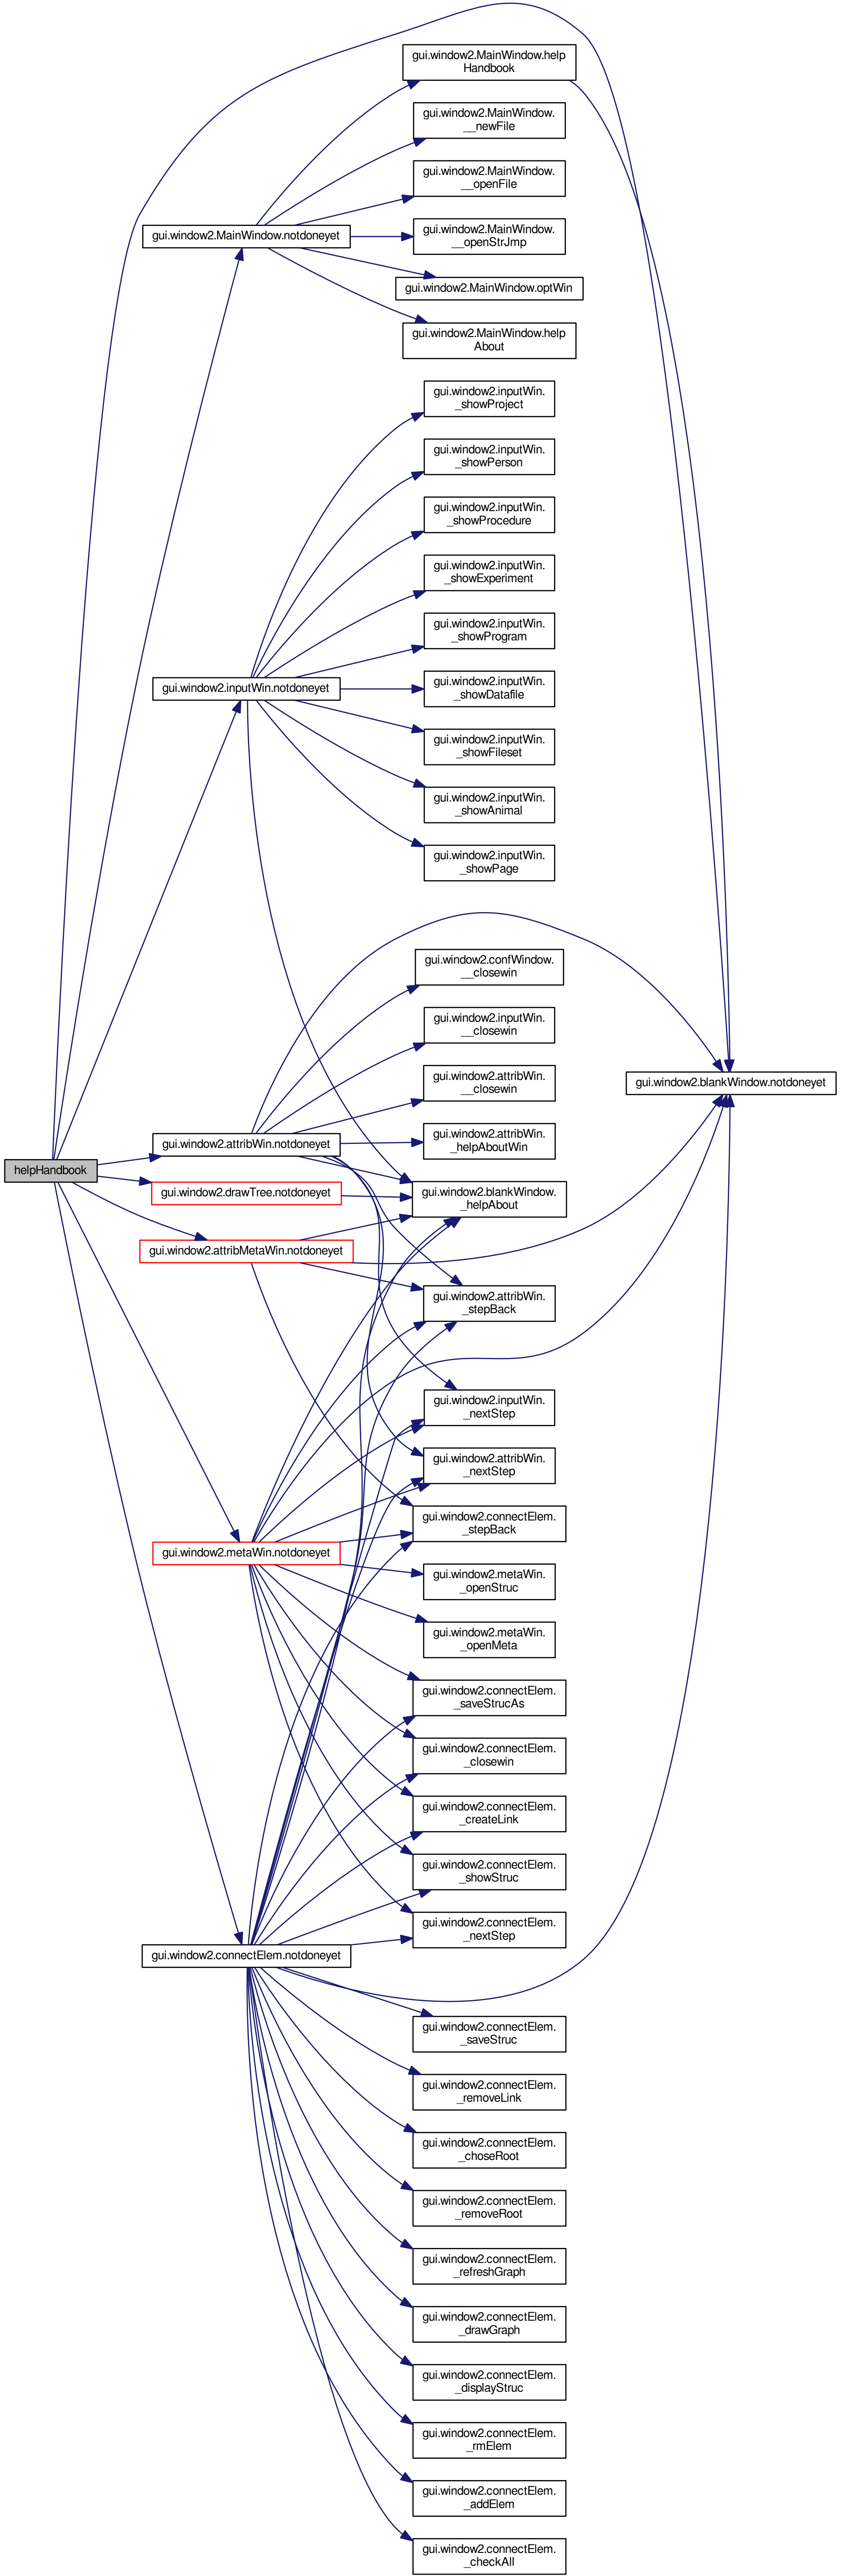 gui.window2.MainWindow.help
Handbook
gui.window2.MainWindow.
__newFile
gui.window2.MainWindow.
__openFile
gui.window2.MainWindow.notdoneyet
gui.window2.MainWindow.
__openStrJmp
gui.window2.MainWindow.optWin
gui.window2.MainWindow.help
About
gui.window2.inputWin.
_showProject
gui.window2.inputWin.
_showPerson
gui.window2.inputWin.
_showProcedure
gui.window2.inputWin.
_showExperiment
gui.window2.inputWin.
_showProgram
gui.window2.inputWin.notdoneyet
gui.window2.inputWin.
_showDatafile
gui.window2.inputWin.
_showFileset
gui.window2.inputWin.
_showAnimal
gui.window2.inputWin.
_showPage
gui.window2.confWindow.
__closewin
gui.window2.inputWin.
__closewin
gui.window2.blankWindow.notdoneyet
gui.window2.attribWin.
__closewin
gui.window2.attribWin.notdoneyet
gui.window2.attribWin.
_helpAboutWin
helpHandbook
gui.window2.drawTree.notdoneyet
gui.window2.blankWindow.
_helpAbout
gui.window2.attribMetaWin.notdoneyet
gui.window2.attribWin.
_stepBack
gui.window2.inputWin.
_nextStep
gui.window2.attribWin.
_nextStep
gui.window2.connectElem.
_stepBack
gui.window2.metaWin.notdoneyet
gui.window2.metaWin.
_openStruc
gui.window2.metaWin.
_openMeta
gui.window2.connectElem.
_saveStrucAs
gui.window2.connectElem.
_closewin
gui.window2.connectElem.
_createLink
gui.window2.connectElem.
_showStruc
gui.window2.connectElem.
_nextStep
gui.window2.connectElem.notdoneyet
gui.window2.connectElem.
_saveStruc
gui.window2.connectElem.
_removeLink
gui.window2.connectElem.
_choseRoot
gui.window2.connectElem.
_removeRoot
gui.window2.connectElem.
_refreshGraph
gui.window2.connectElem.
_drawGraph
gui.window2.connectElem.
_displayStruc
gui.window2.connectElem.
_rmElem
gui.window2.connectElem.
_addElem
gui.window2.connectElem.
_checkAll